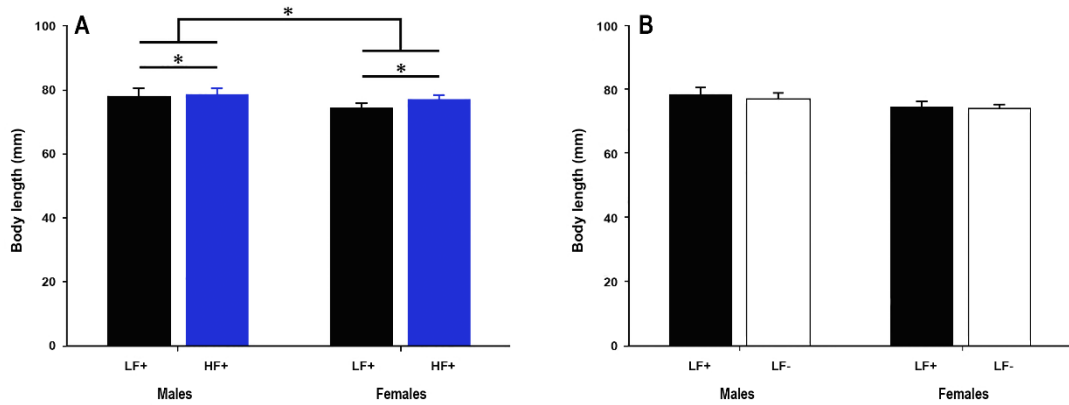 A
*
*
*
Body length (mm)
100
80
60
40
20
0
LF+ HF+ LF+ HF+
Males Females
B
Body length (mm)
100
80
60
40
20
0
LF+ LF- LF+ LF-
Males Females